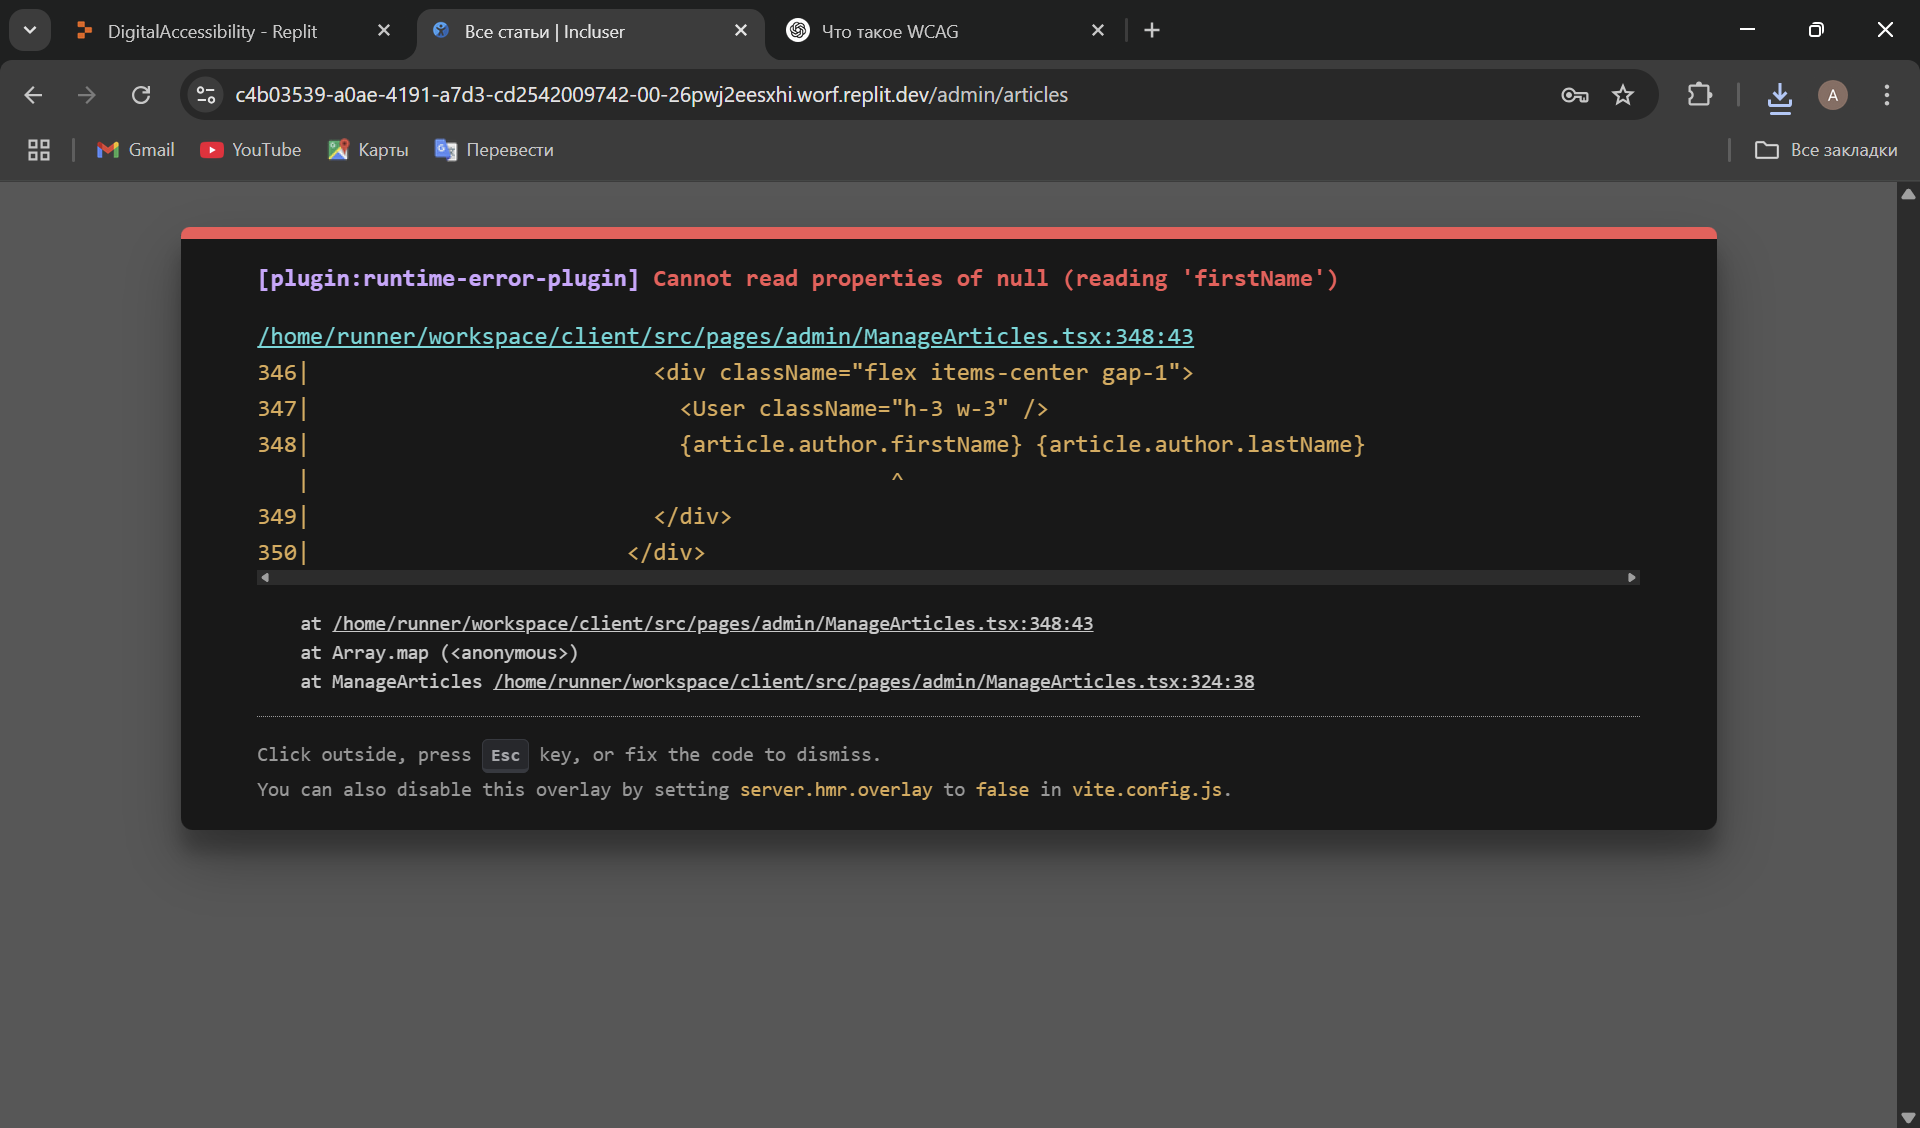 DigitalAccessibility - Replit
Все статьи | Incluser
Что такое WCAG
c4b03539-a0ae-4191-a7d3-cd2542009742-00-26pwj2eesxhi.worf.replit.dev/admin/articles
A
Gmail
YouTube
Карты
Перевести
Все закладки
[plugin:runtime-error-plugin] Cannot read properties of null (reading 'firstName')
/home/runner/workspace/client/src/pages/admin/ManageArticles.tsx:348:43
346| <div className="flex items-center gap-1">
347| <User className="h-3 w-3" />
348| {article.author.firstName} {article.author.lastName}
| ^
349| </div>
350| </div>
at /home/runner/workspace/client/src/pages/admin/ManageArticles.tsx:348:43
at Array.map (<anonymous>)
at ManageArticles /home/runner/workspace/client/src/pages/admin/ManageArticles.tsx:324:38
Click outside, press Esc key, or fix the code to dismiss.
You can also disable this overlay by setting server.hmr.overlay to false in vite.config.js.